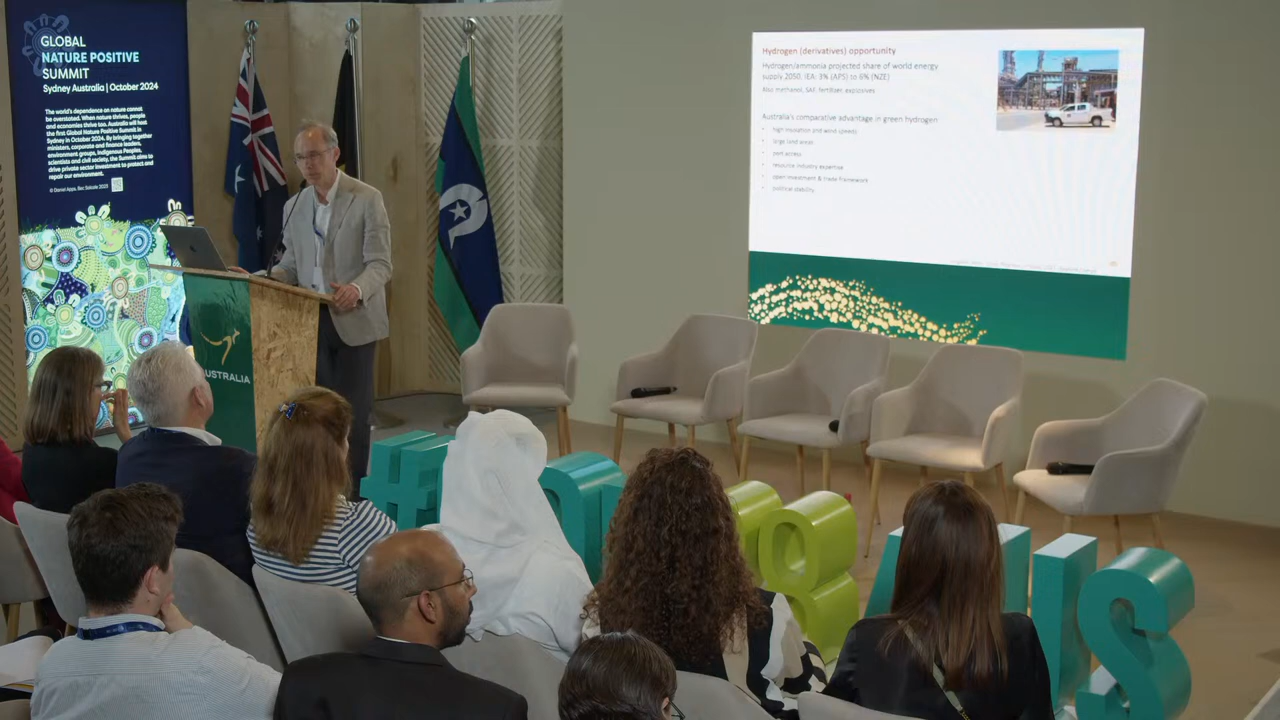 GLOBAL
NATURE POSITIVE
SUMMIT
Sydney Australia | October 2024
The world's dependence on nature cannot
be overstated. When nature thrives, people
and economies thrive too. Australia will host
the first Global Nature Positive Summit in
Sydney in October 2024. By bringing together
ministers, corporate and finance leaders,
environment groups, Indigenous Peoples,
scientists and civil society, the Summit aims to
drive private sector investment to protect and
repair our environment.
AUSTRALIA
Hydrogen (derivatives) opportunity
Hydrogen/ammonia projected share of world energy
supply 2050, IEA: 3% (APS) to 6% (NZE)
Also methanol, SAF, fertilizer, explosives
Australia's comparative advantage in green hydrogen
• high insolation and wind speeds
• large land areas
• port access
• resource industry expertise
• open investment & trade framework
• political stability